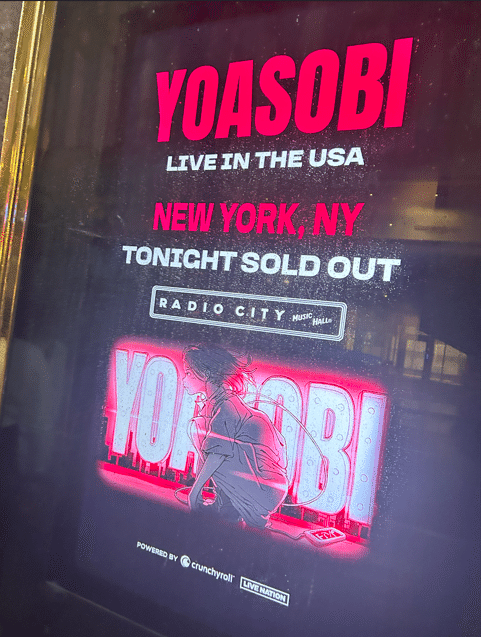 YOASOBI
LIVE IN THE USA
NEW YORK, NY
TONIGHT SOLD OUT
RADIO CITY MUSIC HALL
YOASOBI
POWERED BY crunchyroll LIVE NATION